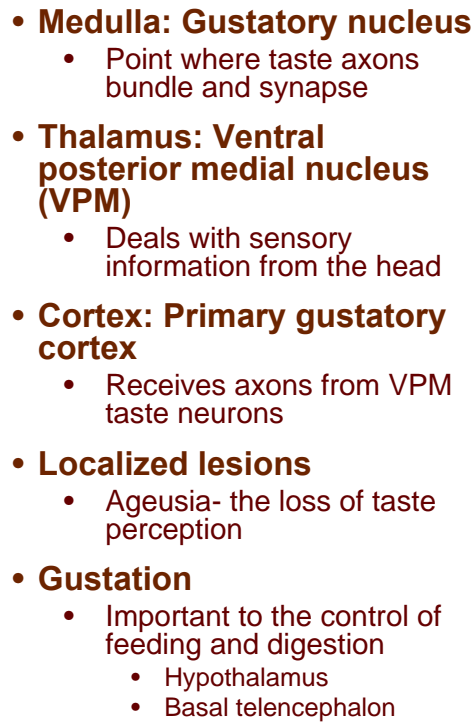 • Medulla: Gustatory nucleus
• Point where taste axons
bundle and synapse
• Thalamus: Ventral
posterior medial nucleus
(VPM)
• Deals with sensory
information from the head
• Cortex: Primary gustatory
cortex
• Receives axons from VPM
taste neurons
• Localized lesions
• Ageusia- the loss of taste
perception
• Gustation
• Important to the control of
feeding and digestion
• Hypothalamus
• Basal telencephalon